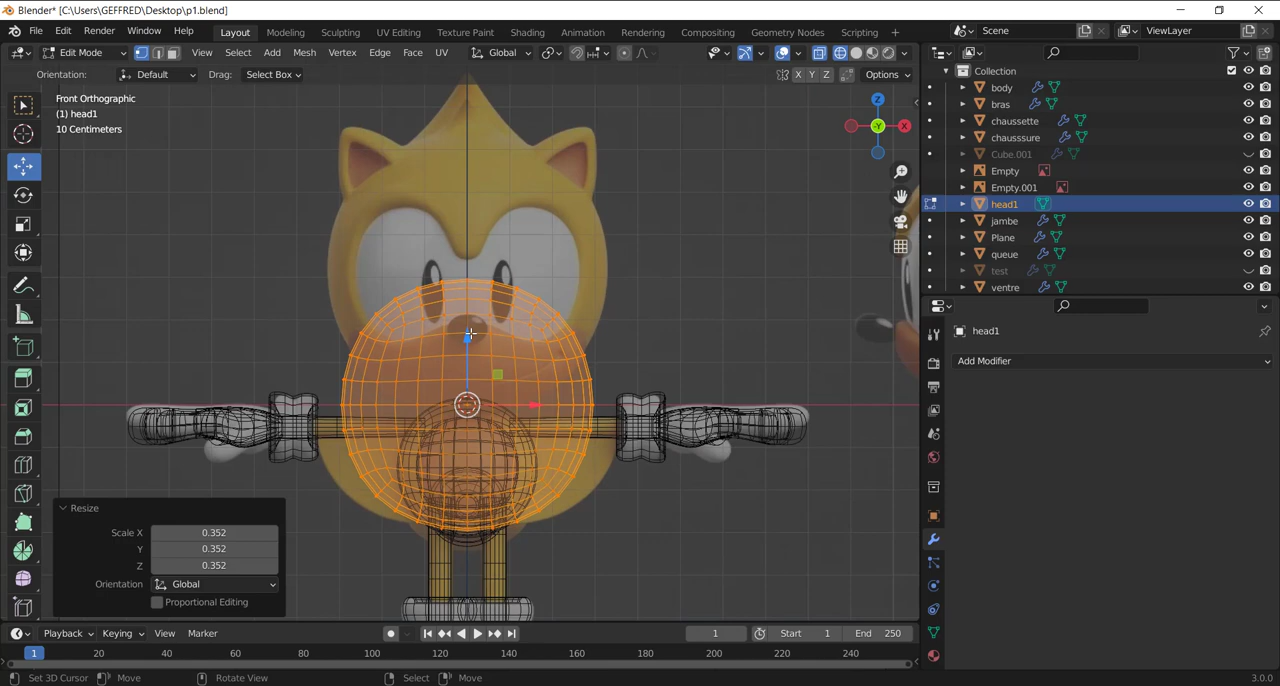 Blender* [C:\Users\GEFFRED\Desktop\p1.blend]
File Edit Render Window Help Layout Modeling Sculpting UV Editing Texture Paint Shading Animation Rendering Compositing Geometry Nodes Scripting + Scene ViewLayer
Edit Mode View Select Add Mesh Vertex Edge Face UV Global
Orientation: Default Drag: Select Box X Y Z Options
Front Orthographic
(1) head1
10 Centimeters
Z
-Y
X
Collection
body
bras
chaussette
chausssure
Cube.001
Empty
Empty.001
head1
jambe
Plane
queue
test
ventre
head1
Add Modifier
Resize
Scale X 0.352
Y 0.352
Z 0.352
Orientation Global
Proportional Editing
Playback Keying View Marker 1 Start 1 End 250
1 20 40 60 80 100 120 140 160 180 200 220 240
Set 3D Cursor Move Rotate View Select Move 3.0.0